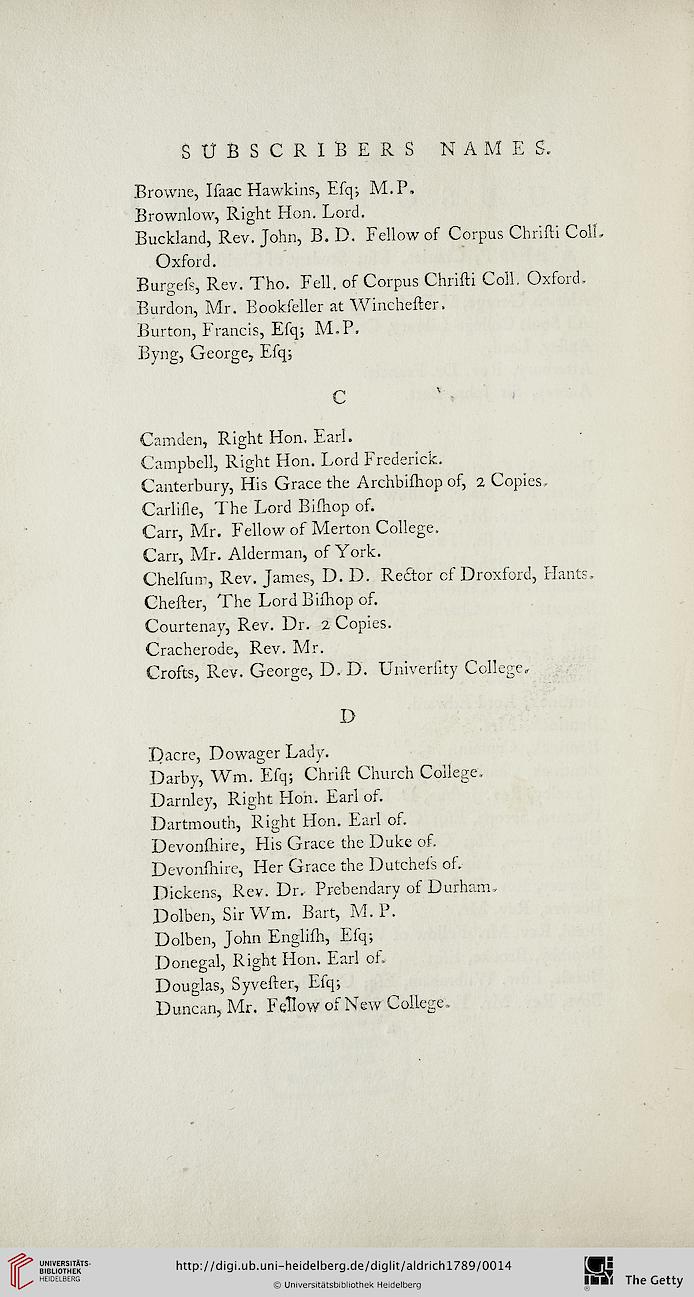 SUBSCRIBERS NAMES.
Browne, Iſaac Hawkins, Eſq; M.P.
Brownlow, Right Hon. Lord.
Buckland, Rev. John, B. D. Fellow of Corpus Chriſti Coll.
Oxford.
Burgeſs, Rev. Tho. Fell. of Corpus Chriſti Coll. Oxford.
Burdon, Mr. Bookſeller at Wincheſter.
Burton, Francis, Eſq; M.P.
Byng, George, Eſq;
C
Camden, Right Hon. Earl.
Campbell, Right Hon. Lord Frederick.
Canterbury, His Grace the Archbiſhop of, 2 Copies.
Carliſle, The Lord Biſhop of.
Carr, Mr. Fellow of Merton College.
Carr, Mr. Alderman, of York.
Chelſum, Rev. James, D. D. Rector of Droxford, Hants.
Cheſter, The Lord Biſhop of.
Courtenay, Rev. Dr. 2 Copies.
Cracherode, Rev. Mr.
Crofts, Rev. George, D. D. Univerſity College.
D
Dacre, Dowager Lady.
Darby, Wm. Eſq; Chriſt Church College.
Darnley, Right Hon. Earl of.
Dartmouth, Right Hon. Earl of.
Devonſhire, His Grace the Duke of.
Devonſhire, Her Grace the Dutcheſs of.
Dickens, Rev. Dr. Prebendary of Durham.
Dolben, Sir Wm. Bart, M. P.
Dolben, John Engliſh, Eſq;
Donegal, Right Hon. Earl of.
Douglas, Syveſter, Eſq;
Duncan, Mr. Fellow of New College.
UNIVERSITÄTS-
BIBLIOTHEK
HEIDELBERG
http://digi.ub.uni-heidelberg.de/diglit/aldrich1789/0014
© Universitätsbibliothek Heidelberg
The Getty